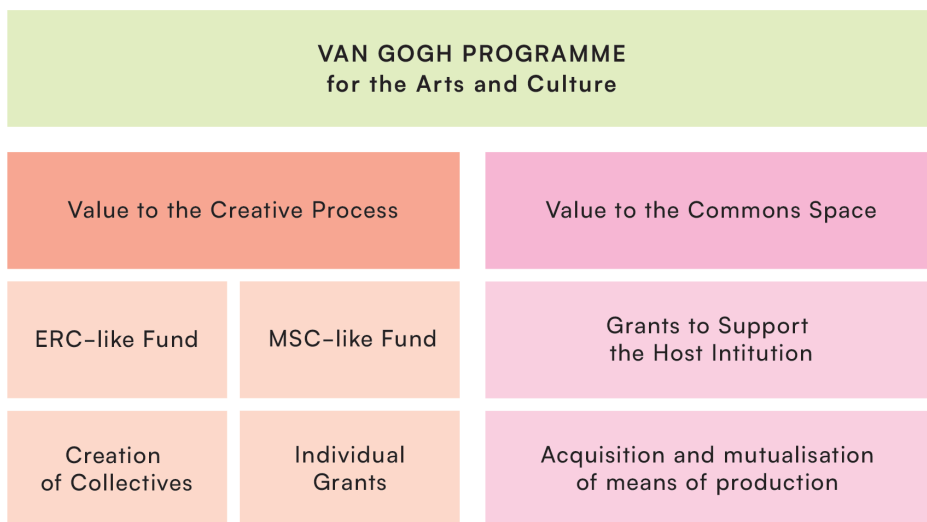 VAN GOGH PROGRAMME
for the Arts and Culture
Value to the Creative Process
Value to the Commons Space
ERC-like Fund
MSC-like Fund
Grants to Support
the Host Intitution
Creation
of Collectives
Individual
Grants
Acquisition and mutualisation
of means of production